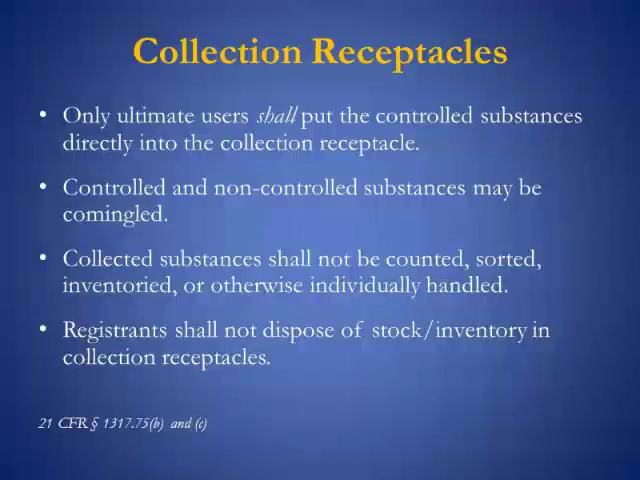 Collection Receptacles
• Only ultimate users shall put the controlled substances
directly into the collection receptacle.
• Controlled and non-controlled substances may be
comingled.
• Collected substances shall not be counted, sorted,
inventoried, or otherwise individually handled.
• Registrants shall not dispose of stock/inventory in
collection receptacles.
21 CFR § 1317.75(b) and (c)